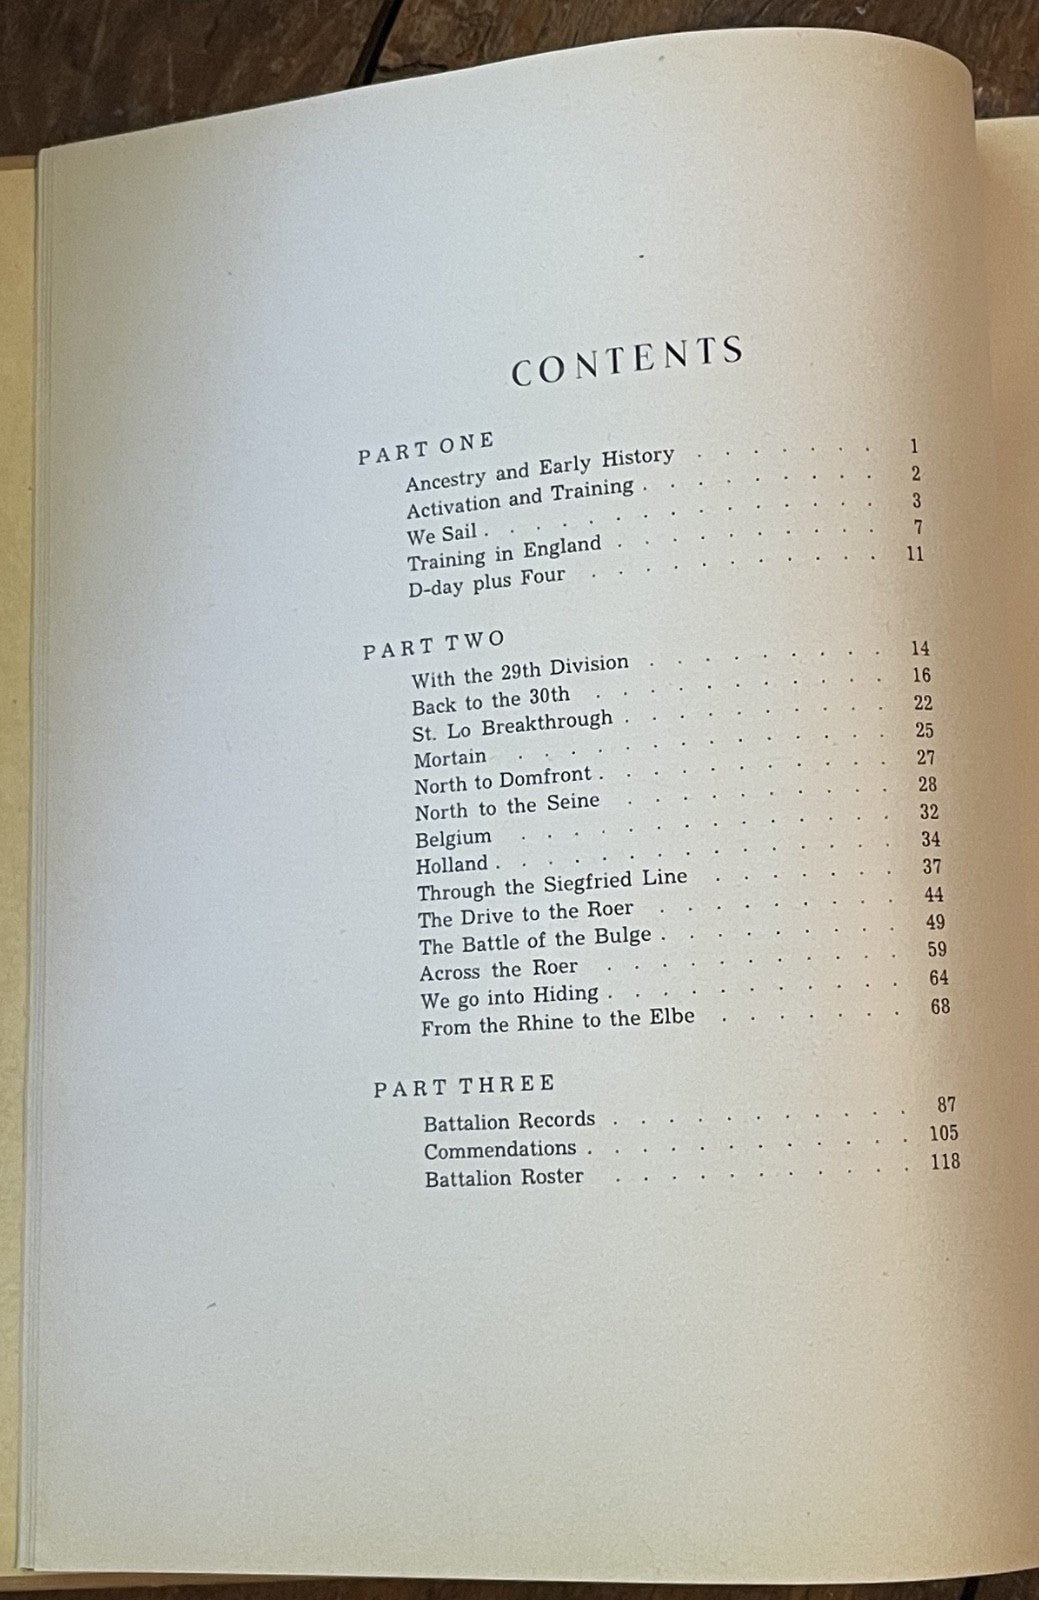 CONTENTS
PART ONE
Ancestry and Early History . . . . . . . 1
Activation and Training . . . . . . . . . 2
We Sail . . . . . . . . . . . . . . . 3
Training in England . . . . . . . . . . 7
D-day plus Four . . . . . . . . . . . 11
PART TWO
With the 29th Division . . . . . . . . . 14
Back to the 30th . . . . . . . . . . . 16
St. Lo Breakthrough . . . . . . . . . . 22
Mortain . . . . . . . . . . . . . . 25
North to Domfront . . . . . . . . . . . 27
North to the Seine . . . . . . . . . . 28
Belgium . . . . . . . . . . . . . . 32
Holland . . . . . . . . . . . . . . . 34
Through the Siegfried Line . . . . . . . 37
The Drive to the Roer . . . . . . . . . 44
The Battle of the Bulge . . . . . . . . . 49
Across the Roer . . . . . . . . . . . 59
We go into Hiding . . . . . . . . . . . 64
From the Rhine to the Elbe . . . . . . . 68
PART THREE
Battalion Records . . . . . . . . . . . 87
Commendations . . . . . . . . . . . . 105
Battalion Roster . . . . . . . . . . . 118